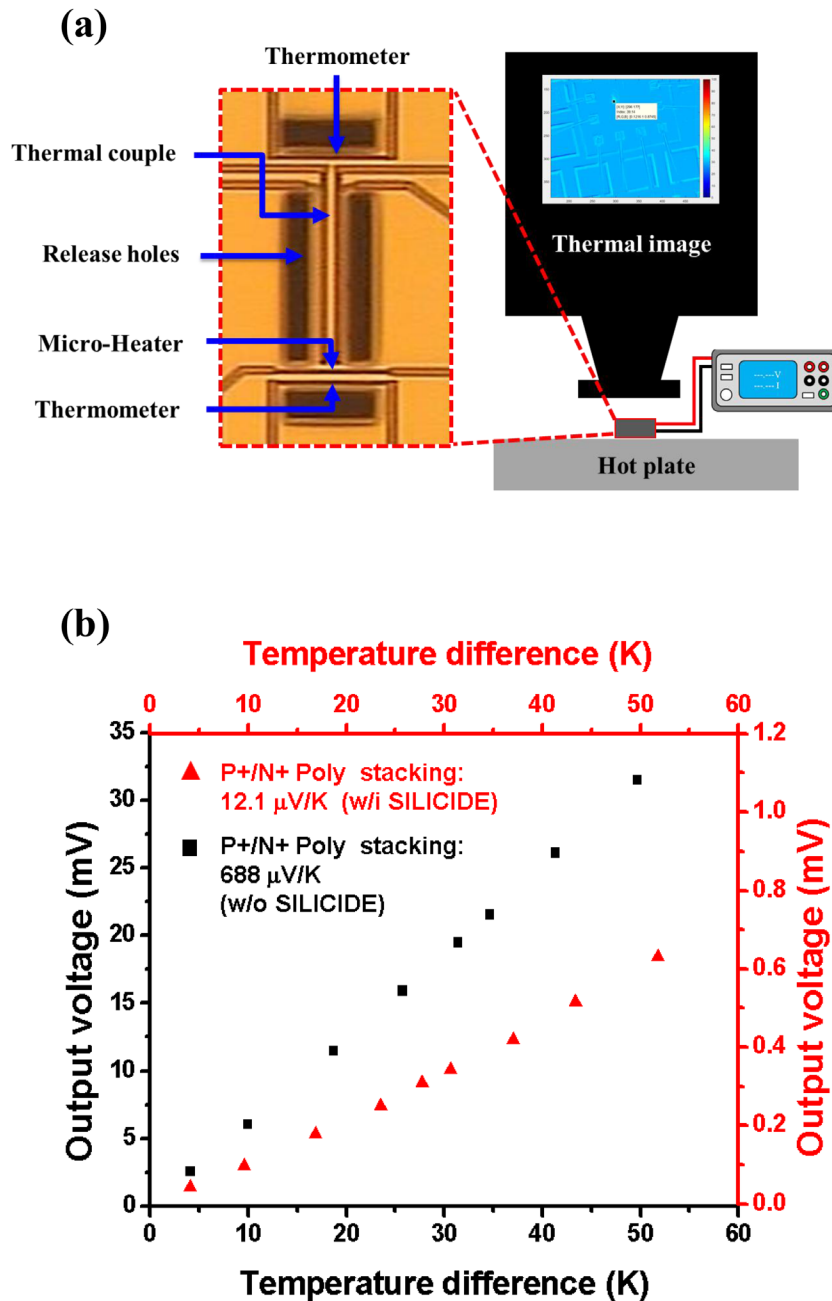 (a)
Thermometer
Thermal couple
Release holes
Micro-Heater
Thermometer
Thermal image
---.---V
---.---I
Hot plate
(b)
Temperature difference (K)
0 10 20 30 40 50 60
35
30
25
20
15
10
5
0
Output voltage (mV)
P+/N+ Poly stacking:
12.1 μV/K (w/i SILICIDE)
P+/N+ Poly stacking:
688 μV/K
(w/o SILICIDE)
1.2
1.0
0.8
0.6
0.4
0.2
0.0
Output voltage (mV)
0 10 20 30 40 50 60
Temperature difference (K)